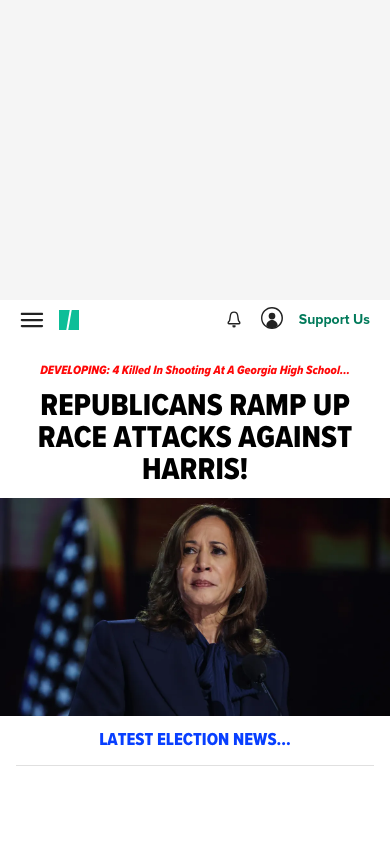 Support Us
DEVELOPING: 4 Killed In Shooting At A Georgia High School...
REPUBLICANS RAMP UP
RACE ATTACKS AGAINST
HARRIS!
LATEST ELECTION NEWS...